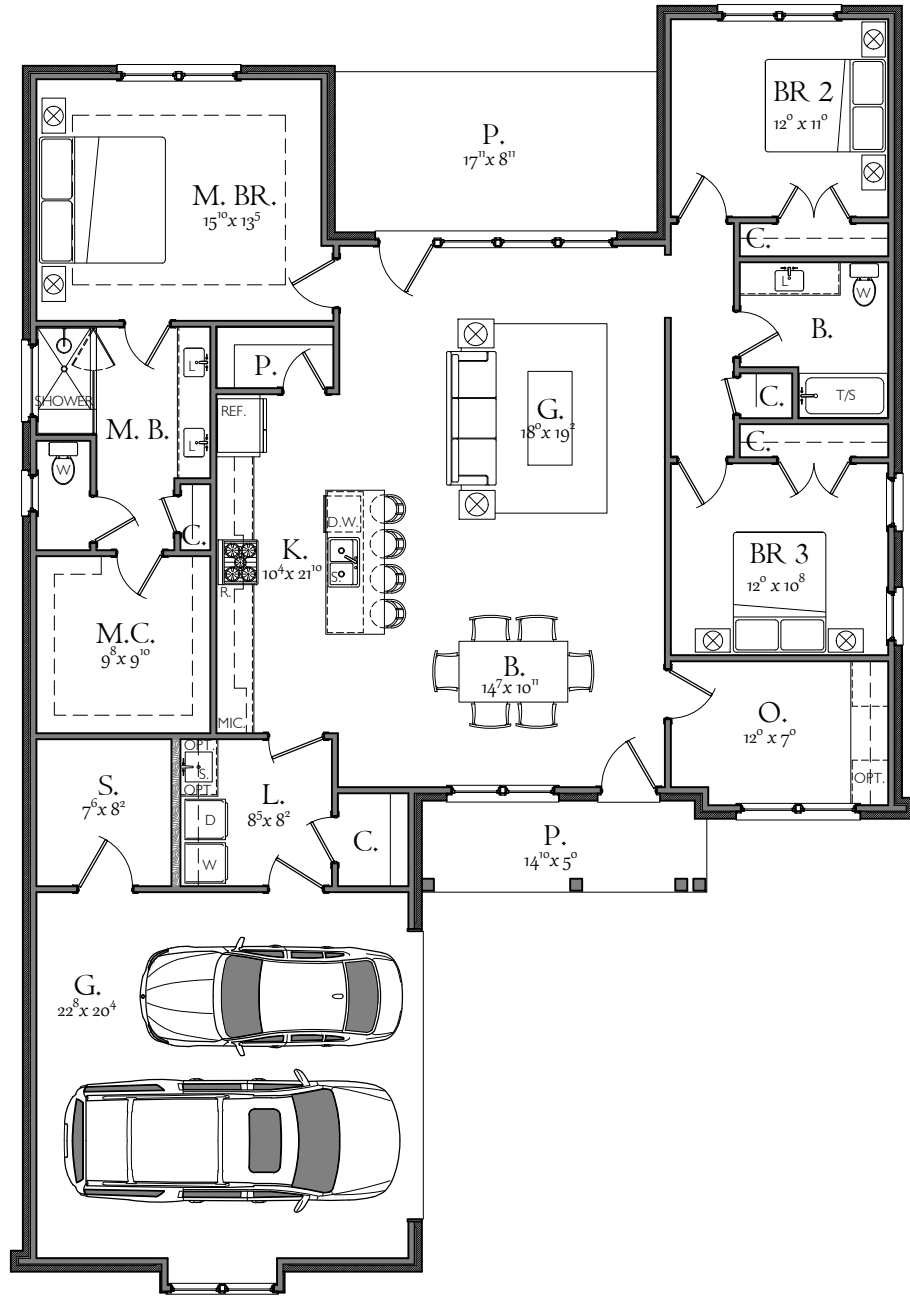 BR 2
12⁰ x 11⁰
P.
17¹¹ x 8¹¹
M. BR.
15¹⁰ x 13⁵
C.
L
W
B.
P.
L
SHOWER
M. B.
L
W
C.
REF.
G.
18⁰ x 19²
C.
T/S
C.
D.W.
K.
10⁴ x 21¹⁰
S.
R.
BR 3
12⁰ x 10⁸
M.C.
9⁸ x 9¹⁰
B.
14⁷ x 10¹¹
MIC.
O.
12⁰ x 7⁰
OPT.
OPT.
S.
OPT.
S.
7⁶ x 8²
L.
8⁵ x 8²
D
W
C.
P.
14¹⁰ x 5⁰
G.
22⁸ x 20⁴